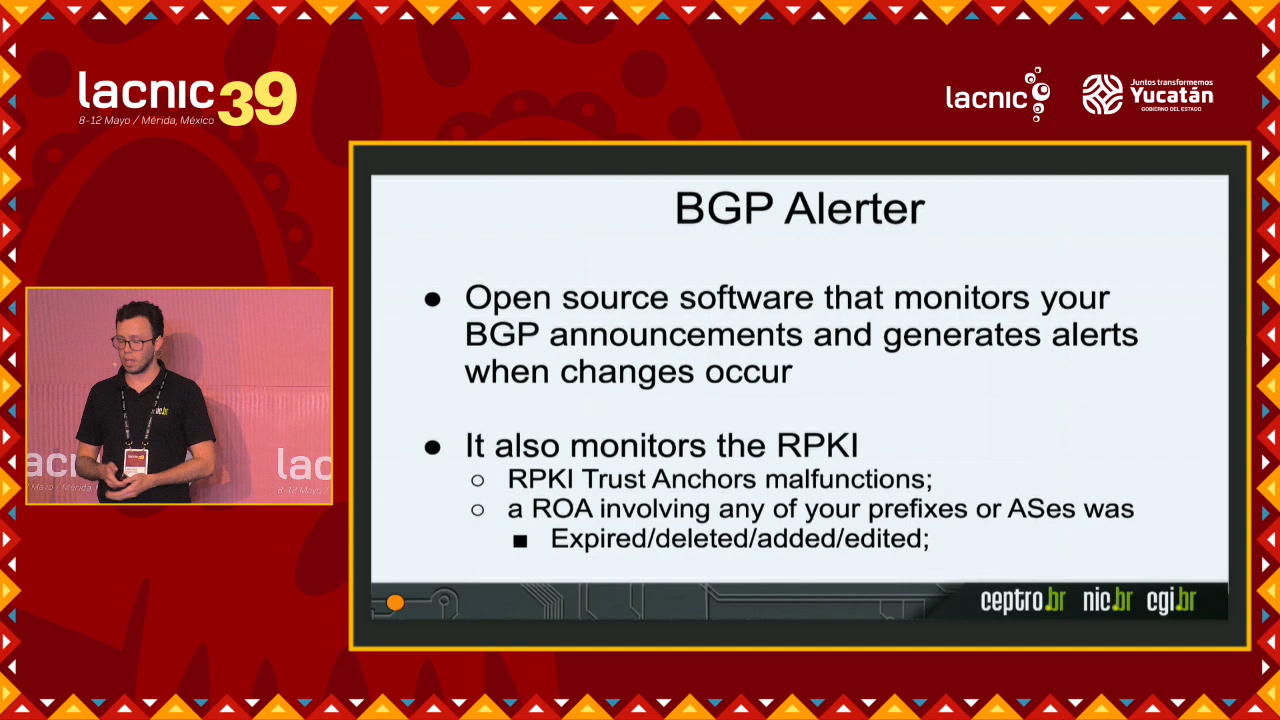 lacnic 39
8-12 Mayo / Mérida, México
lacnic
Juntos transformemos
Yucatán
GOBIERNO DEL ESTADO
BGP Alerter
● Open source software that monitors your
BGP announcements and generates alerts
when changes occur
● It also monitors the RPKI
○ RPKI Trust Anchors malfunctions;
○ a ROA involving any of your prefixes or ASes was
■ Expired/deleted/added/edited;
ceptro.br nic.br cgi.br